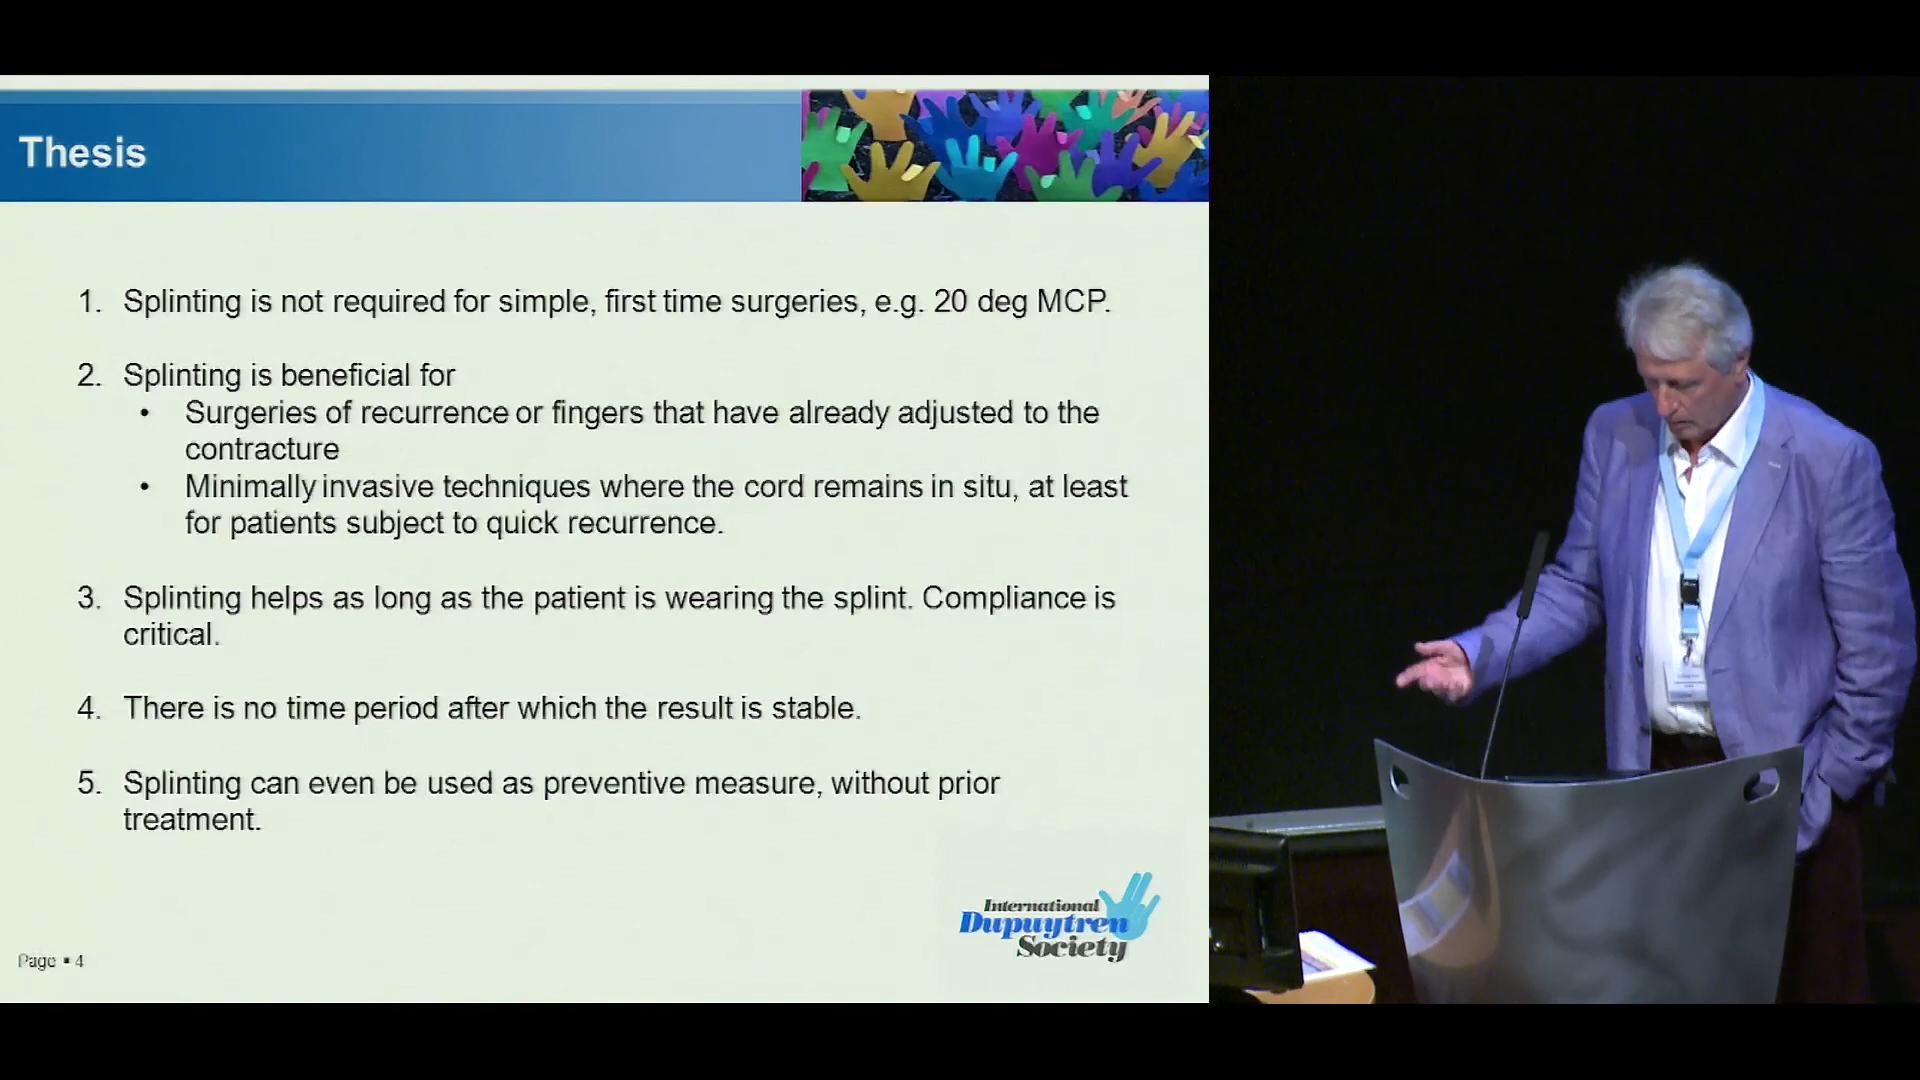 Thesis
1. Splinting is not required for simple, first time surgeries, e.g. 20 deg MCP.
2. Splinting is beneficial for
• Surgeries of recurrence or fingers that have already adjusted to the
contracture
• Minimally invasive techniques where the cord remains in situ, at least
for patients subject to quick recurrence.
3. Splinting helps as long as the patient is wearing the splint. Compliance is
critical.
4. There is no time period after which the result is stable.
5. Splinting can even be used as preventive measure, without prior
treatment.
International
Dupuytren
Society
Page ▪ 4